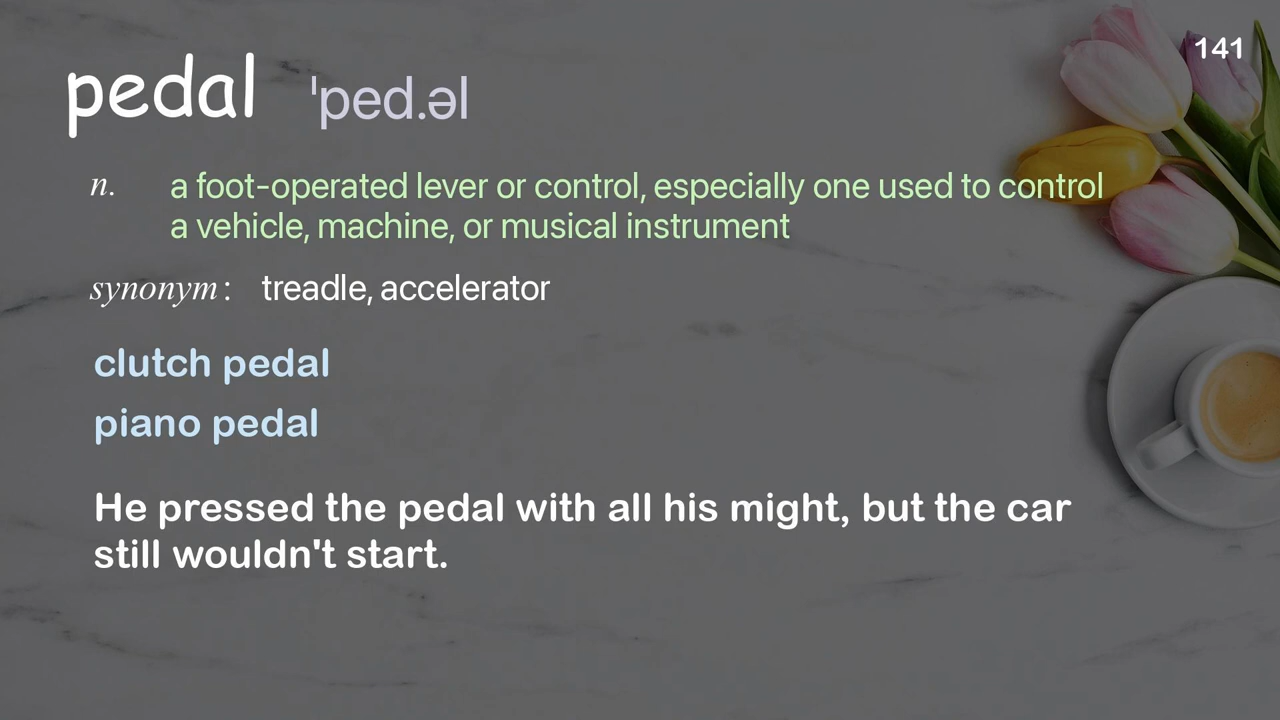 141
pedal ˈped.əl
n. a foot-operated lever or control, especially one used to control
a vehicle, machine, or musical instrument
synonym: treadle, accelerator
clutch pedal
piano pedal
He pressed the pedal with all his might, but the car
still wouldn't start.